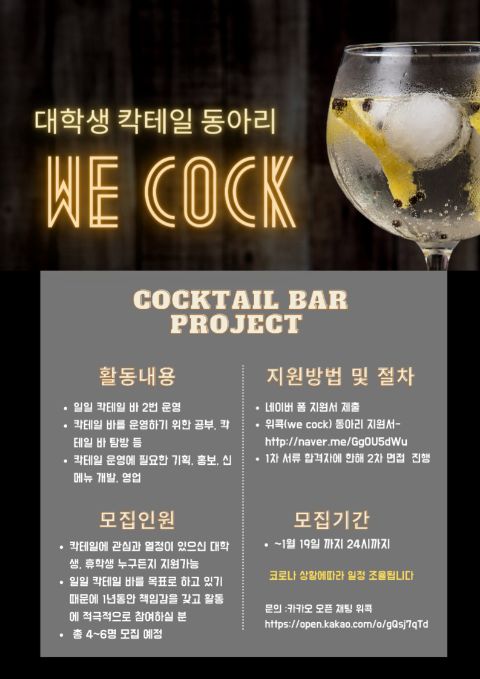 대학생 칵테일 동아리
WE COCK
COCKTAIL BAR
PROJECT
활동내용
• 일일 칵테일 바 2번 운영
• 칵테일 바를 운영하기 위한 공부, 칵
테일 바 탐방 등
• 칵테일 운영에 필요한 기획, 홍보, 신
메뉴 개발, 영업
지원방법 및 절차
• 네이버 폼 지원서 제출
• 위콕(we cock) 동아리 지원서-
http://naver.me/GgOU5dWu
• 1차 서류 합격자에 한해 2차 면접 진행
모집인원
• 칵테일에 관심과 열정이 있으신 대학
생, 휴학생 누구든지 지원가능
• 일일 칵테일 바를 목표로 하고 있기
때문에 1년동안 책임감을 갖고 활동
에 적극적으로 참여하실 분
• 총 4~6명 모집 예정
모집기간
• ~1월 19일 까지 24시까지
코로나 상황에따라 일정 조율됩니다
문의 :카카오 오픈 채팅 위콕
https://open.kakao.com/o/gQsj7qTd